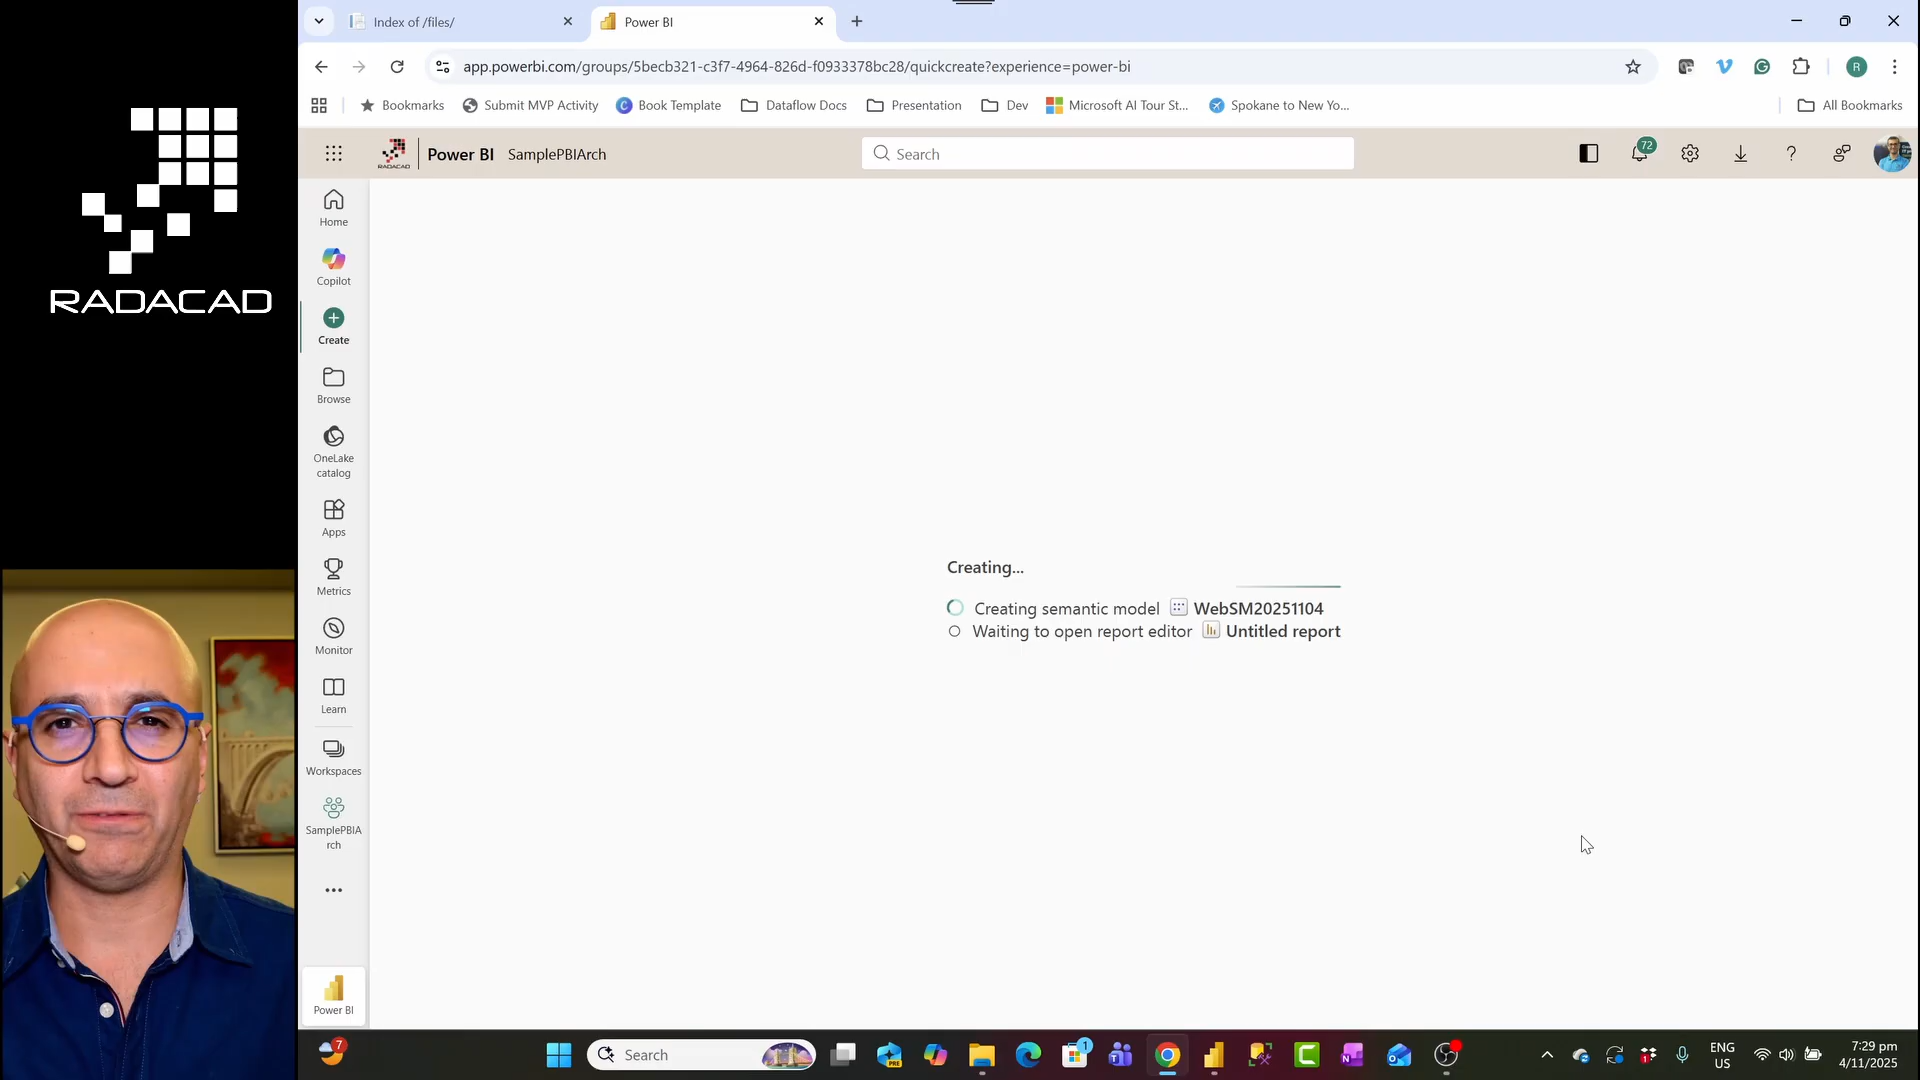 Index of /files/
Power BI
app.powerbi.com/groups/5becb321-c3f7-4964-826d-f0933378bc28/quickcreate?experience=power-bi
R
Bookmarks
Submit MVP Activity
Book Template
Dataflow Docs
Presentation
Dev
Microsoft AI Tour St...
Spokane to New Yo...
All Bookmarks
RADACAD
Power BI
SamplePBIArch
Search
72
RADACAD
Home
Copilot
Create
Browse
OneLake
catalog
Apps
Metrics
Monitor
Learn
Workspaces
SamplePBIA
rch
Power BI
Creating...
Creating semantic model WebSM20251104
Waiting to open report editor Untitled report
7
Search
PRE
1
ENG
US
7:29 pm
4/11/2025